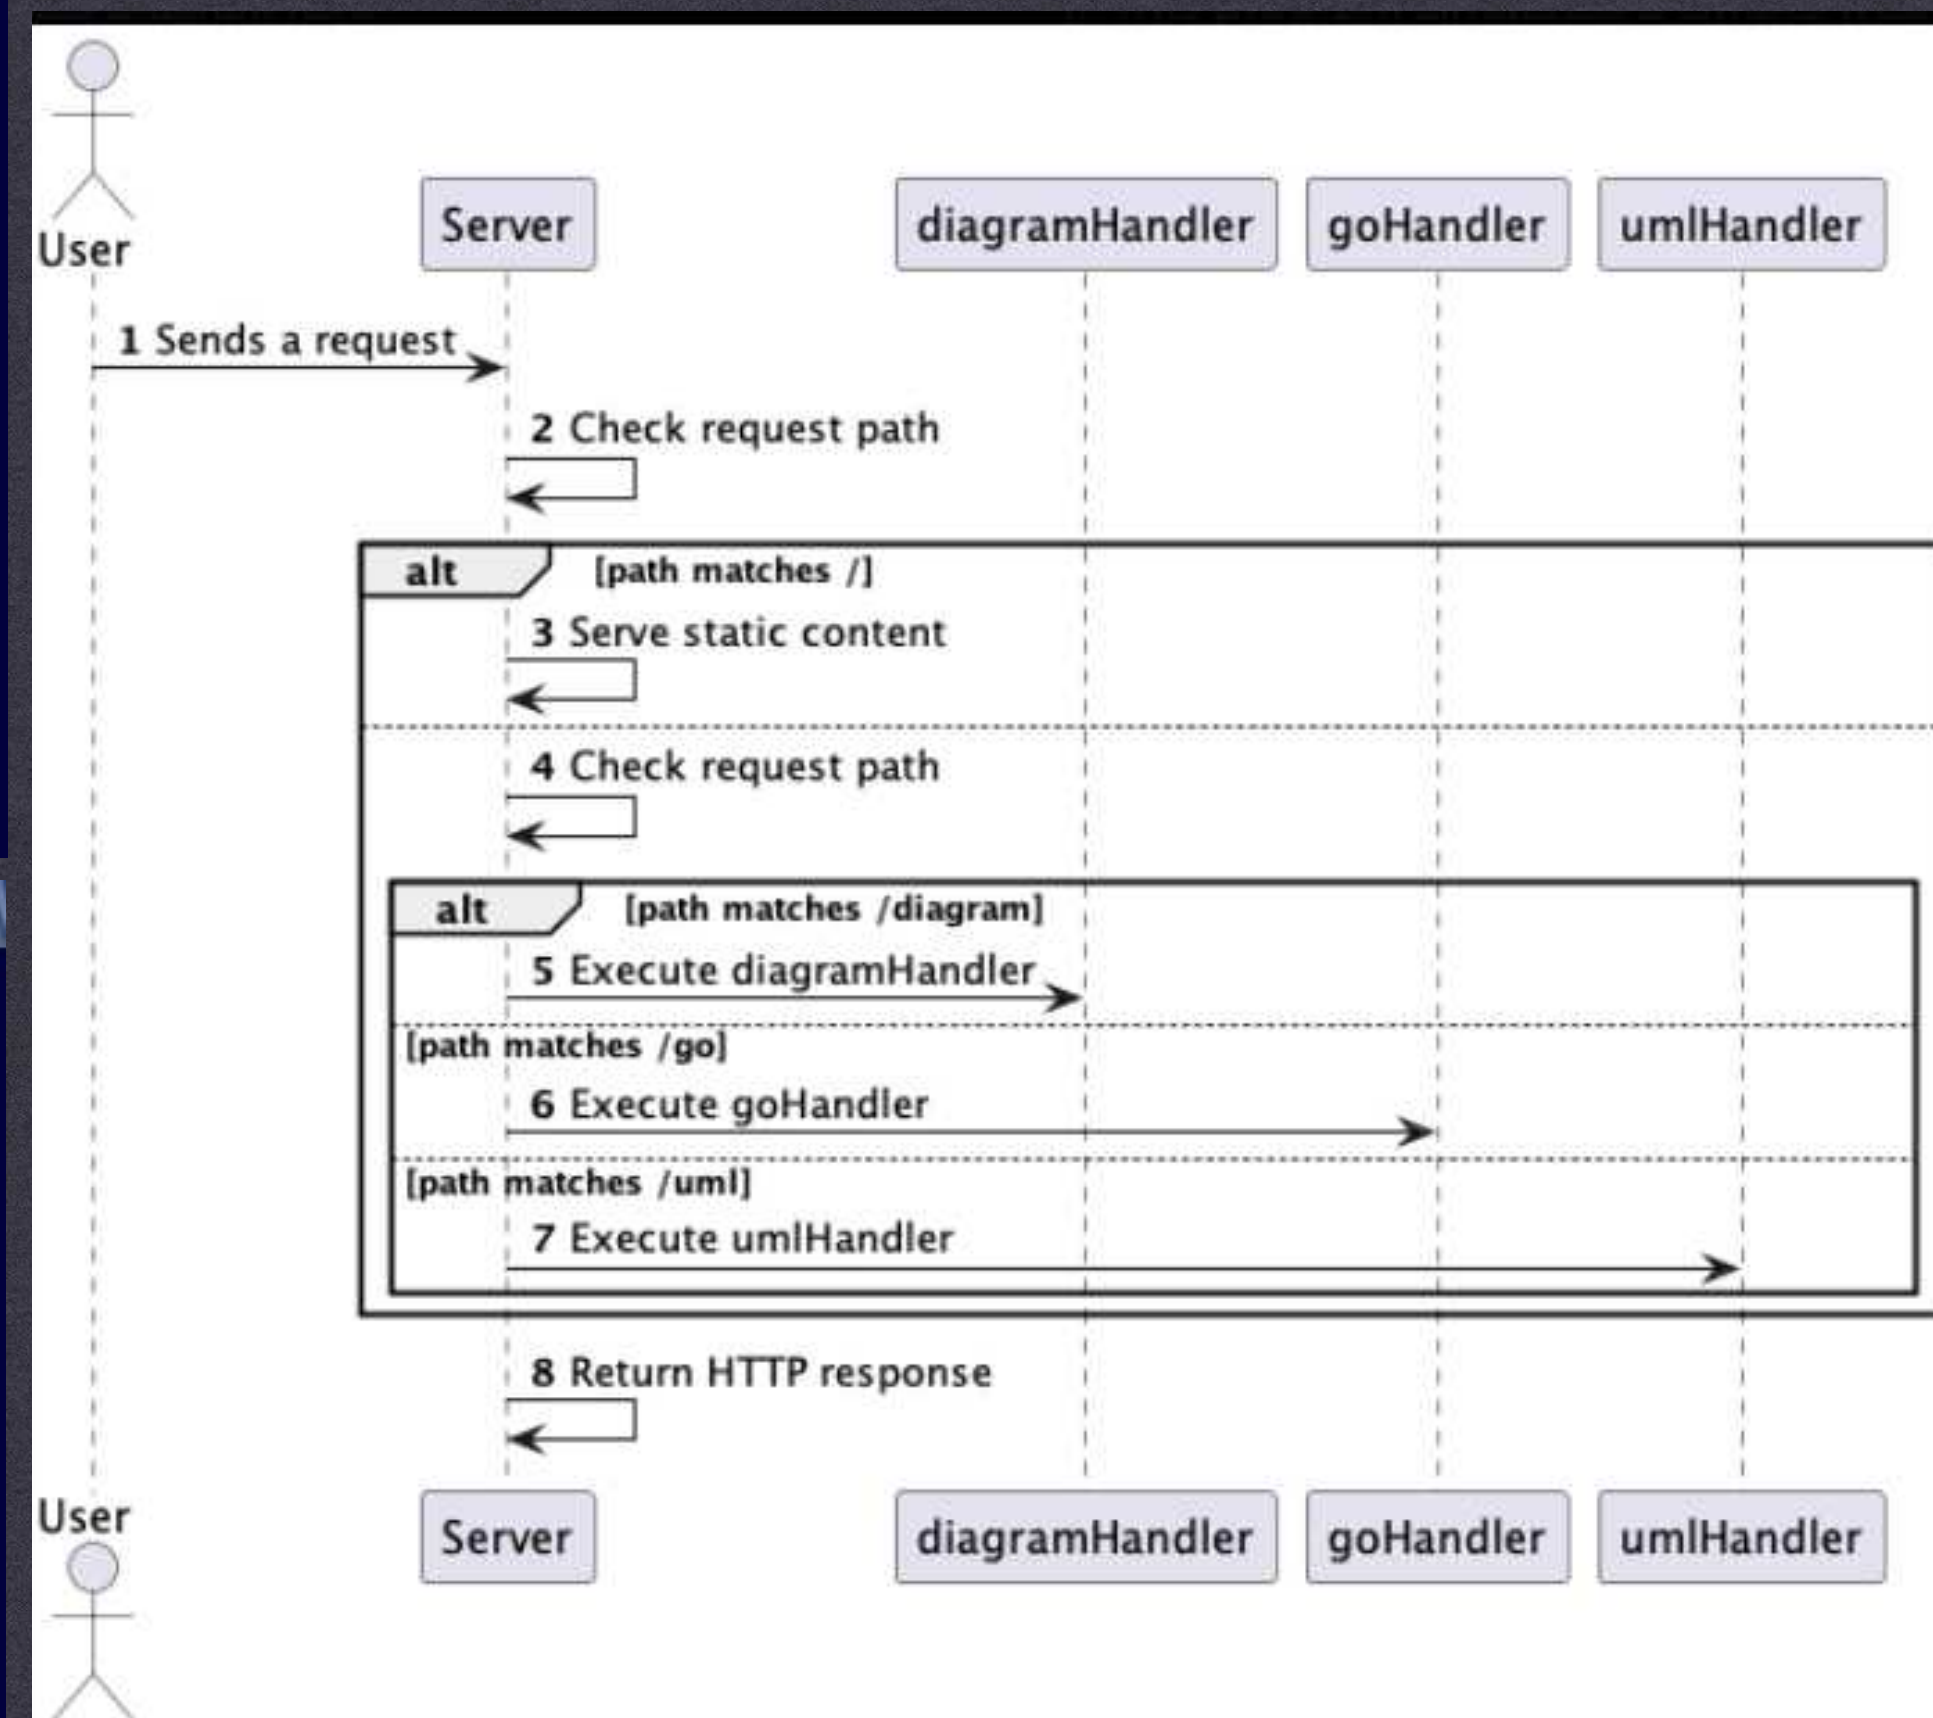 User
Server
diagramHandler
goHandler
umlHandler
1 Sends a request
2 Check request path
alt [path matches /]
3 Serve static content
4 Check request path
alt [path matches /diagram]
5 Execute diagramHandler
[path matches /go]
6 Execute goHandler
[path matches /uml]
7 Execute umlHandler
8 Return HTTP response
User
Server
diagramHandler
goHandler
umlHandler